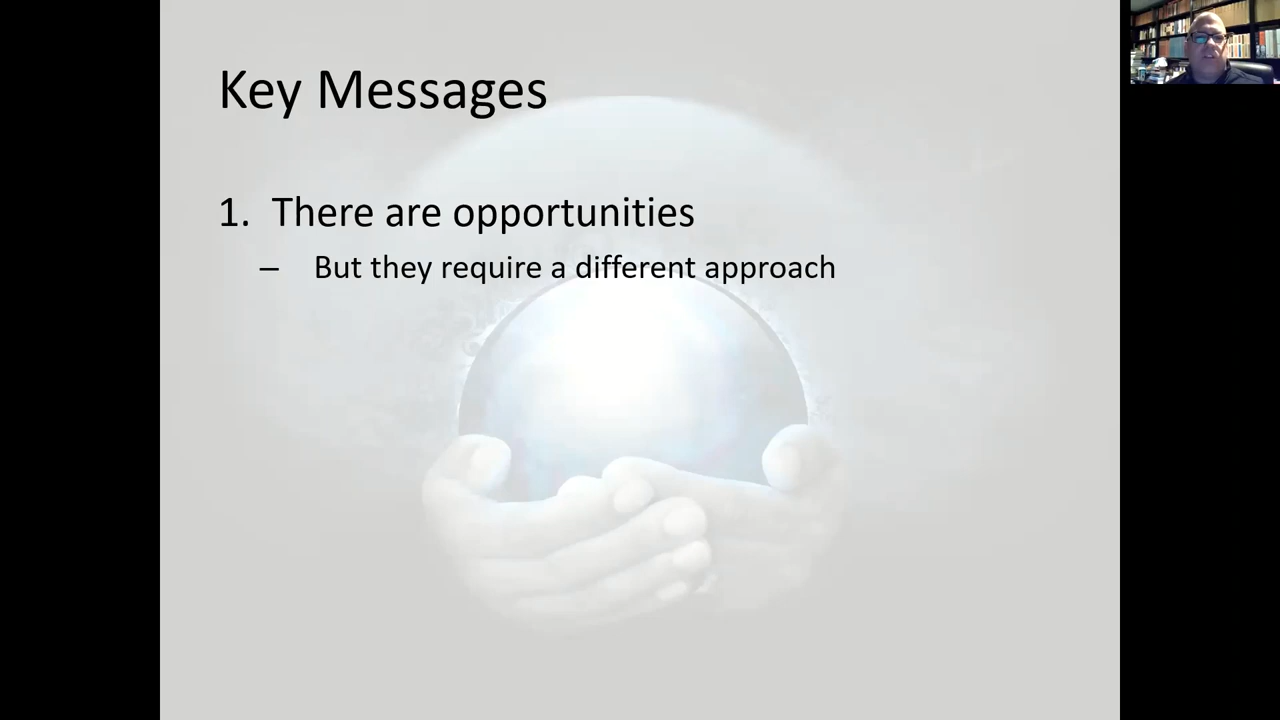 Key Messages
1. There are opportunities
– But they require a different approach